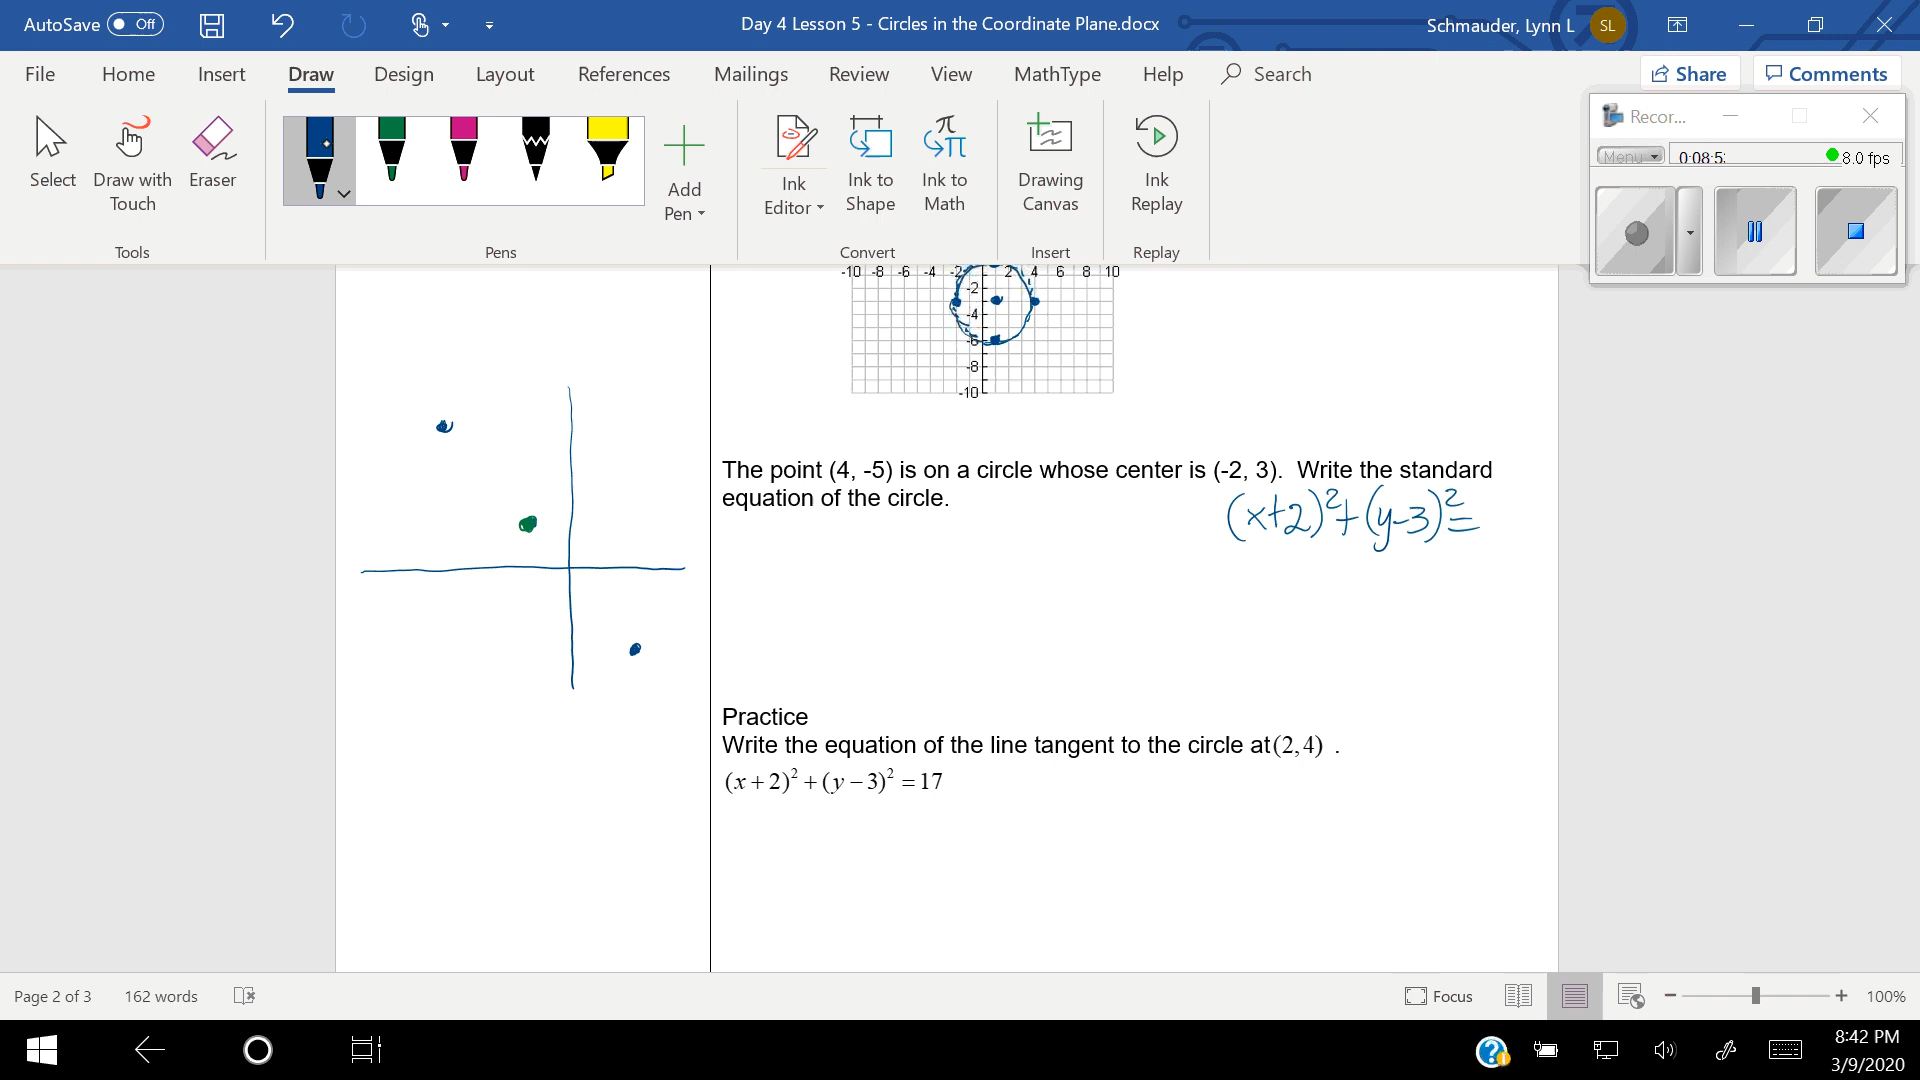 AutoSave Off
Day 4 Lesson 5 - Circles in the Coordinate Plane.docx
Schmauder, Lynn L
SL
File Home Insert Draw Design Layout References Mailings Review View MathType Help Search
Share
Comments
Select
Draw with
Touch
Eraser
Add
Pen
Ink
Editor
Ink to
Shape
Ink to
Math
Drawing
Canvas
Ink
Replay
Tools
Pens
Convert
Insert
Replay
Recor...
Menu
0:08:5
8.0 fps
-10 -8 -6 -4 -2 2 4 6 8 10
-2
-4
-6
-8
-10
The point (4, -5) is on a circle whose center is (-2, 3). Write the standard
equation of the circle.
(x+2)²+(y-3)²=
Practice
Write the equation of the line tangent to the circle at (2,4) .
(x+2)²+(y−3)²=17
Page 2 of 3
162 words
Focus
100%
8:42 PM
3/9/2020